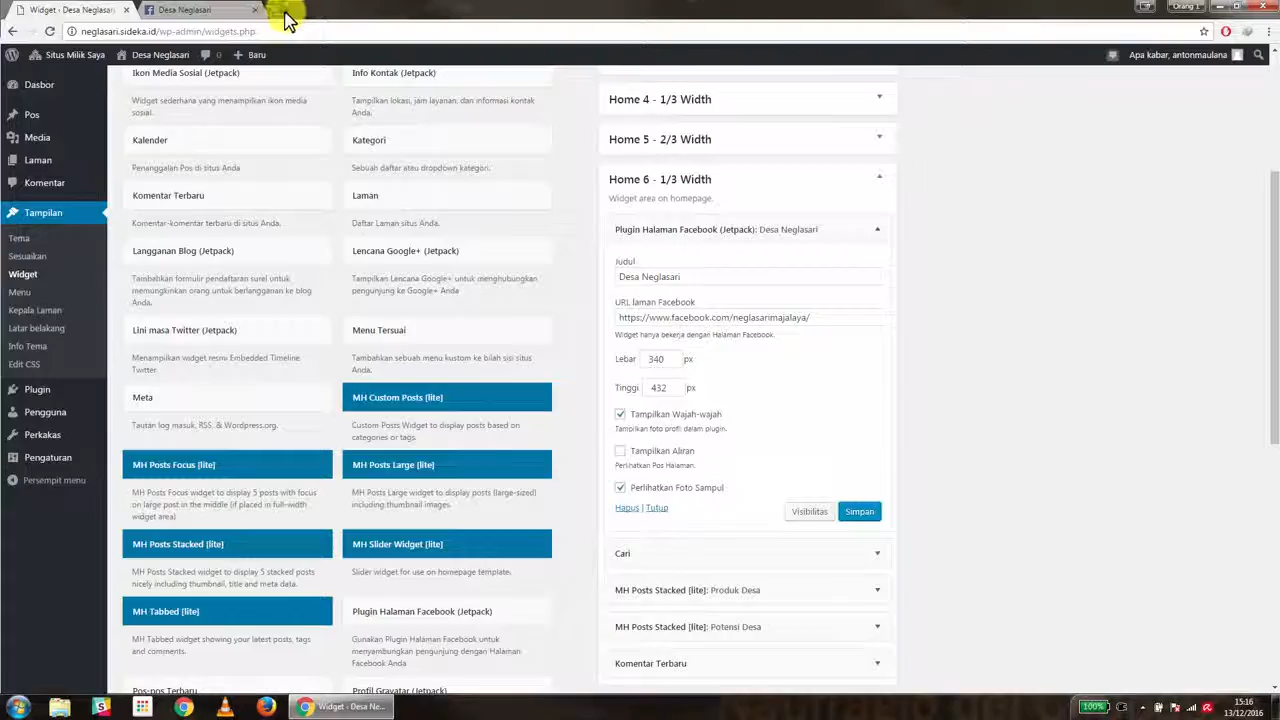 Widget ‹ Desa Neglasari
Desa Neglasari
Orang 1
neglasari.sideka.id/wp-admin/widgets.php
Situs Milik Saya
Desa Neglasari
0
Baru
Apa kabar, antonmaulana
Dasbor
Pos
Media
Laman
Komentar
Tampilan
Tema
Sesuaikan
Widget
Menu
Kepala Laman
Latar belakang
Info Tema
Edit CSS
Plugin
Pengguna
Perkakas
Pengaturan
Persempit menu
Ikon Media Sosial (Jetpack)
Widget sederhana yang menampilkan ikon media
sosial.
Kalender
Penanggalan Pos di situs Anda
Komentar Terbaru
Komentar-komentar terbaru di situs Anda.
Langganan Blog (Jetpack)
Tambahkan formulir pendaftaran surel untuk
memungkinkan orang untuk berlangganan ke blog
Anda.
Lini masa Twitter (Jetpack)
Menampilkan widget resmi Embedded Timeline
Twitter
Meta
Tautan log masuk, RSS, & Wordpress.org.
MH Posts Focus [lite]
MH Posts Focus widget to display 5 posts with focus
on large post in the middle (if placed in full-width
widget area)
MH Posts Stacked [lite]
MH Posts Stacked widget to display 5 stacked posts
nicely including thumbnail, title and meta data.
MH Tabbed [lite]
MH Tabbed widget showing your latest posts, tags
and comments.
Pos-pos Terbaru
Info Kontak (Jetpack)
Tampilkan lokasi, jam layanan, dan informasi kontak
Anda.
Kategori
Sebuah daftar atau dropdown kategori.
Laman
Daftar Laman situs Anda.
Lencana Google+ (Jetpack)
Tampilkan Lencana Google+ untuk menghubungkan
pengunjung ke Google+ Anda
Menu Tersuai
Tambahkan sebuah menu kustom ke bilah sisi situs
Anda.
MH Custom Posts [lite]
Custom Posts Widget to display posts based on
categories or tags.
MH Posts Large [lite]
MH Posts Large widget to display posts (large-sized)
including thumbnail images.
MH Slider Widget [lite]
Slider widget for use on homepage template.
Plugin Halaman Facebook (Jetpack)
Gunakan Plugin Halaman Facebook untuk
menyambungkan pengunjung dengan Halaman
Facebook Anda
Profil Gravatar (Jetpack)
Home 4 - 1/3 Width
Home 5 - 2/3 Width
Home 6 - 1/3 Width
Widget area on homepage.
Plugin Halaman Facebook (Jetpack): Desa Neglasari
Judul
Desa Neglasari
URL laman Facebook
https://www.facebook.com/neglasarimajalaya/
Widget hanya bekerja dengan Halaman Facebook.
Lebar 340 px
Tinggi 432 px
Tampilkan Wajah-wajah
Tampilkan foto profil dalam plugin.
Tampilkan Aliran
Perlihatkan Pos Halaman.
Perlihatkan Foto Sampul
Hapus | Tutup
Visibilitas
Simpan
Cari
MH Posts Stacked [lite]: Produk Desa
MH Posts Stacked [lite]: Potensi Desa
Komentar Terbaru
Widget ‹ Desa Ne...
100%
15:16
13/12/2016